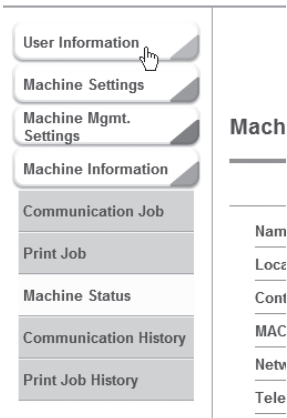 User Information
Machine Settings
Machine Mgmt.
Settings
Machine Information
Communication Job
Print Job
Machine Status
Communication History
Print Job History
Mach
Nam
Loca
Cont
MAC
Netw
Tele